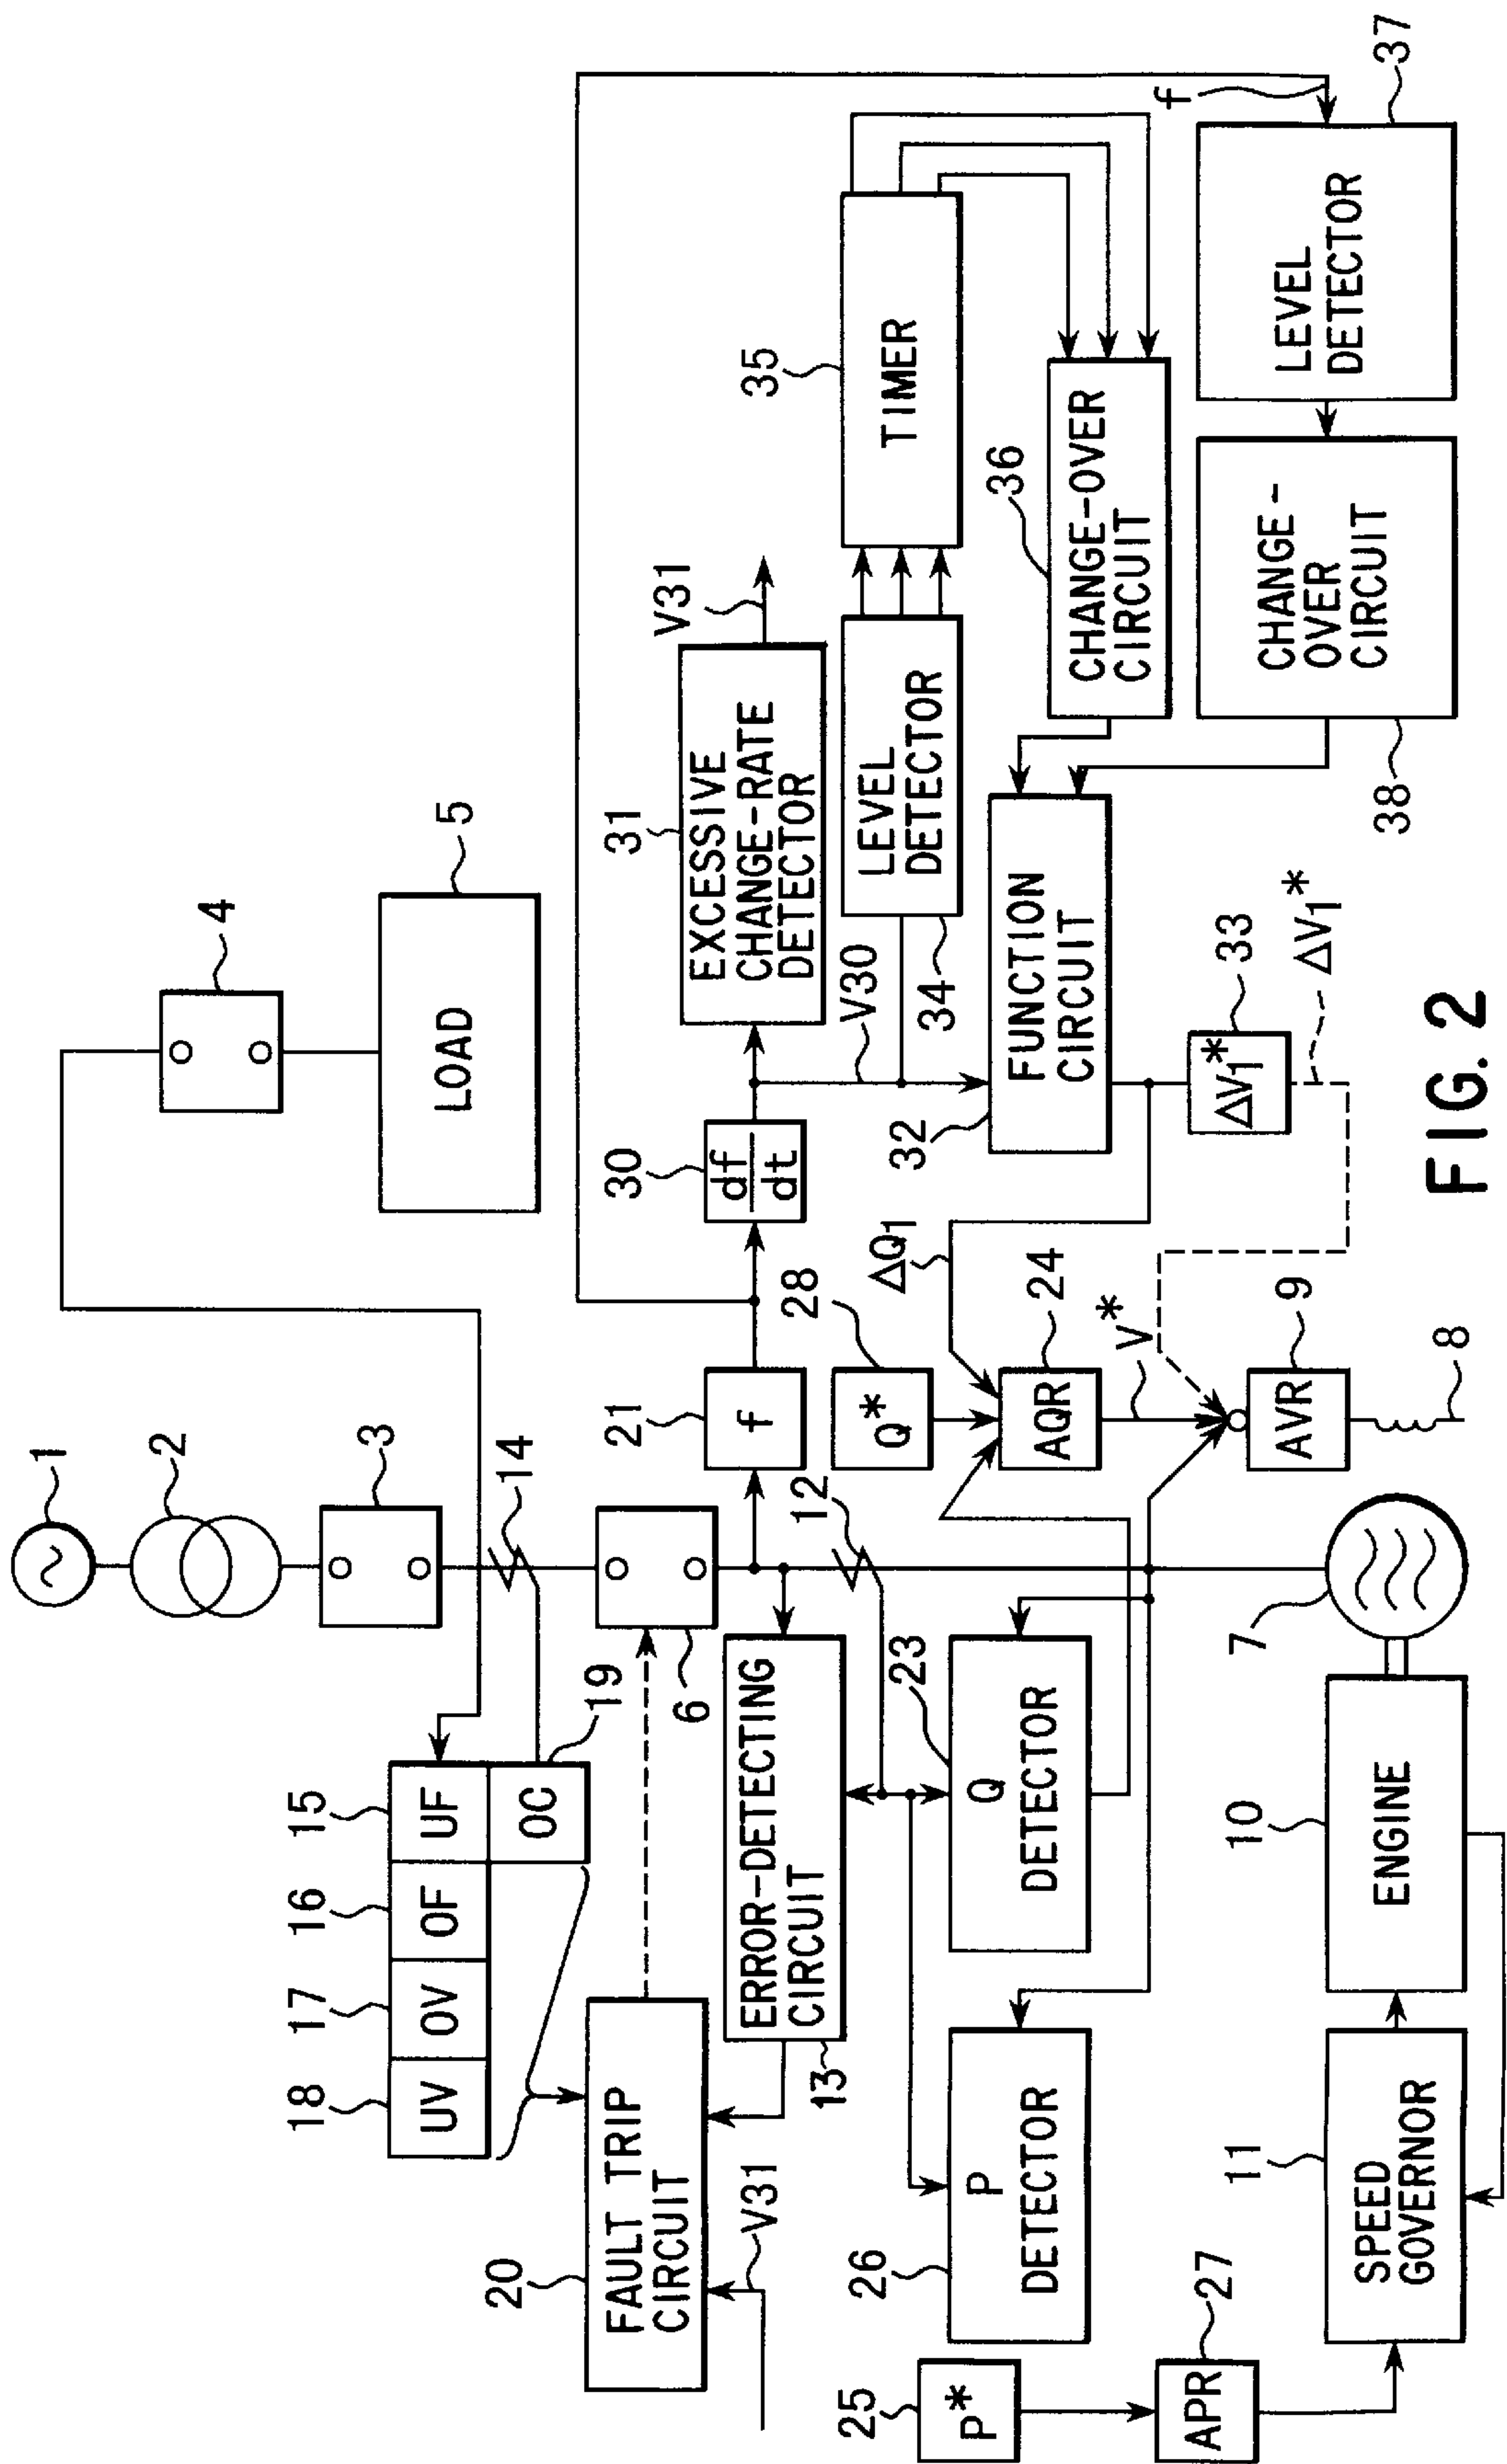 1
2
3
4
5
LOAD
14
18
17
16
15
UV
OV
OF
UF
OC
19
20
FAULT TRIP
CIRCUIT
V31
6
21
f
30
df
dt
31
EXCESSIVE
CHANGE-RATE
DETECTOR
V31
ERROR-DETECTING
CIRCUIT
13
12
28
Q*
ΔQ1
V30
34
LEVEL
DETECTOR
35
TIMER
26
P
DETECTOR
23
Q
DETECTOR
AQR
24
32
FUNCTION
CIRCUIT
36
CHANGE-OVER
CIRCUIT
25
P*
27
APR
V*
33
ΔV1*
ΔV1*
38
CHANGE-
OVER
CIRCUIT
37
LEVEL
DETECTOR
f
11
SPEED
GOVERNOR
10
ENGINE
7
AVR
9
8
FIG. 2